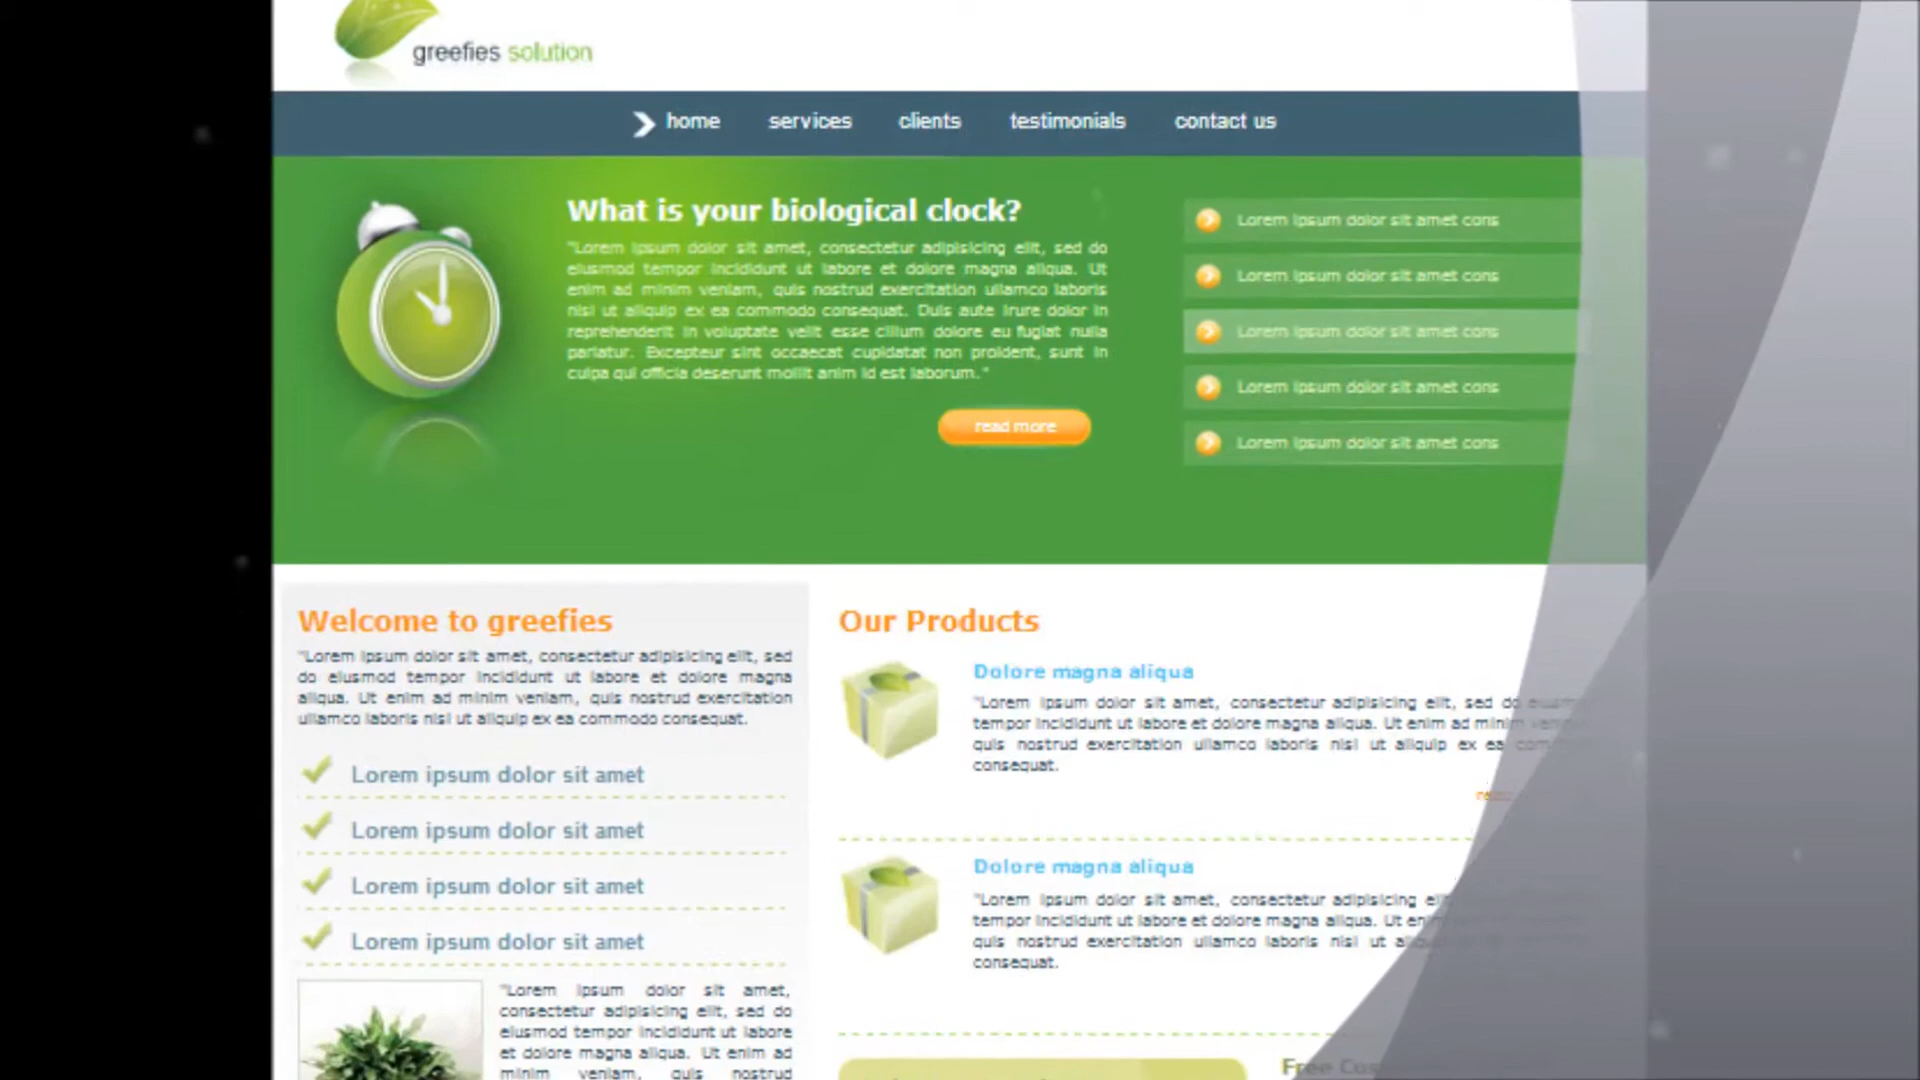 greefies solution
home services clients testimonials contact us
What is your biological clock?
"Lorem ipsum dolor sit amet, consectetur adipisicing elit, sed do
eiusmod tempor incididunt ut labore et dolore magna aliqua. Ut
enim ad minim veniam, quis nostrud exercitation ullamco laboris
nisi ut aliquip ex ea commodo consequat. Duis aute irure dolor in
reprehenderit in voluptate velit esse cillum dolore eu fugiat nulla
pariatur. Excepteur sint occaecat cupidatat non proident, sunt in
culpa qui officia deserunt mollit anim id est laborum."
read more
Lorem ipsum dolor sit amet cons
Lorem ipsum dolor sit amet cons
Lorem ipsum dolor sit amet cons
Lorem ipsum dolor sit amet cons
Lorem ipsum dolor sit amet cons
Welcome to greefies
"Lorem ipsum dolor sit amet, consectetur adipisicing elit, sed
do eiusmod tempor incididunt ut labore et dolore magna
aliqua. Ut enim ad minim veniam, quis nostrud exercitation
ullamco laboris nisi ut aliquip ex ea commodo consequat.
Lorem ipsum dolor sit amet
Lorem ipsum dolor sit amet
Lorem ipsum dolor sit amet
Lorem ipsum dolor sit amet
"Lorem ipsum dolor sit amet,
consectetur adipisicing elit, sed do
eiusmod tempor incididunt ut labore
et dolore magna aliqua. Ut enim ad
minim veniam, quis nostrud
Our Products
Dolore magna aliqua
"Lorem ipsum dolor sit amet, consectetur adipisicing elit, sed do
tempor incididunt ut labore et dolore magna aliqua. Ut enim ad minim
quis nostrud exercitation ullamco laboris nisi ut aliquip ex ea
consequat.
Dolore magna aliqua
"Lorem ipsum dolor sit amet, consectetur adipisicing
tempor incididunt ut labore et dolore magna aliqua. Ut
quis nostrud exercitation ullamco laboris nisi ut
consequat.
Free